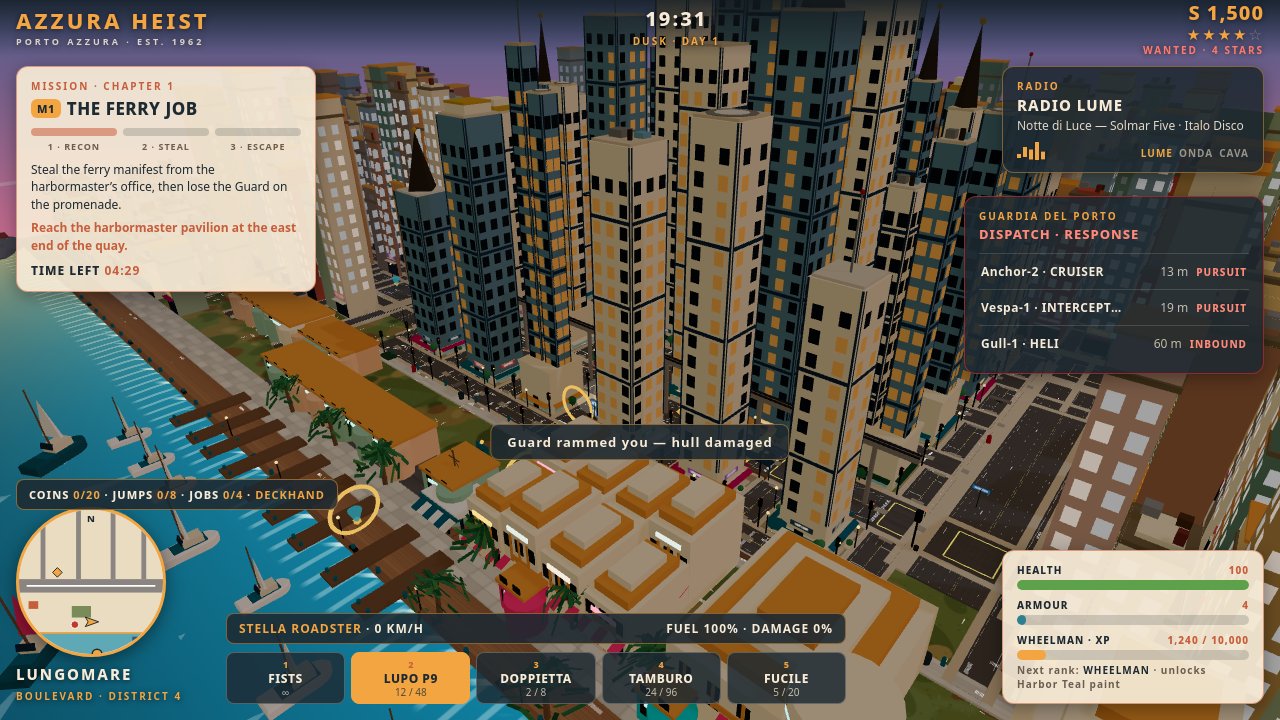 AZZURA HEIST
PORTO AZZURA · EST. 1962
19:31
DUSK · DAY 1
S 1,500
★★★★☆
WANTED · 4 STARS
MISSION · CHAPTER 1
M1 THE FERRY JOB
1 · RECON 2 · STEAL 3 · ESCAPE
Steal the ferry manifest from the
harbormaster's office, then lose the Guard on
the promenade.
Reach the harbormaster pavilion at the east
end of the quay.
TIME LEFT 04:29
RADIO
RADIO LUME
Notte di Luce — Solmar Five · Italo Disco
LUME ONDA CAVA
GUARDIA DEL PORTO
DISPATCH · RESPONSE
Anchor-2 · CRUISER 13 m PURSUIT
Vespa-1 · INTERCEPT… 19 m PURSUIT
Gull-1 · HELI 60 m INBOUND
Guard rammed you — hull damaged
COINS 0/20 · JUMPS 0/8 · JOBS 0/4 · DECKHAND
N
LUNGOMARE
BOULEVARD · DISTRICT 4
STELLA ROADSTER · 0 KM/H FUEL 100% · DAMAGE 0%
1 FISTS ∞
2 LUPO P9 12 / 48
3 DOPPIETTA 2 / 8
4 TAMBURO 24 / 96
5 FUCILE 5 / 20
HEALTH 100
ARMOUR 4
WHEELMAN · XP 1,240 / 10,000
Next rank: WHEELMAN · unlocks
Harbor Teal paint